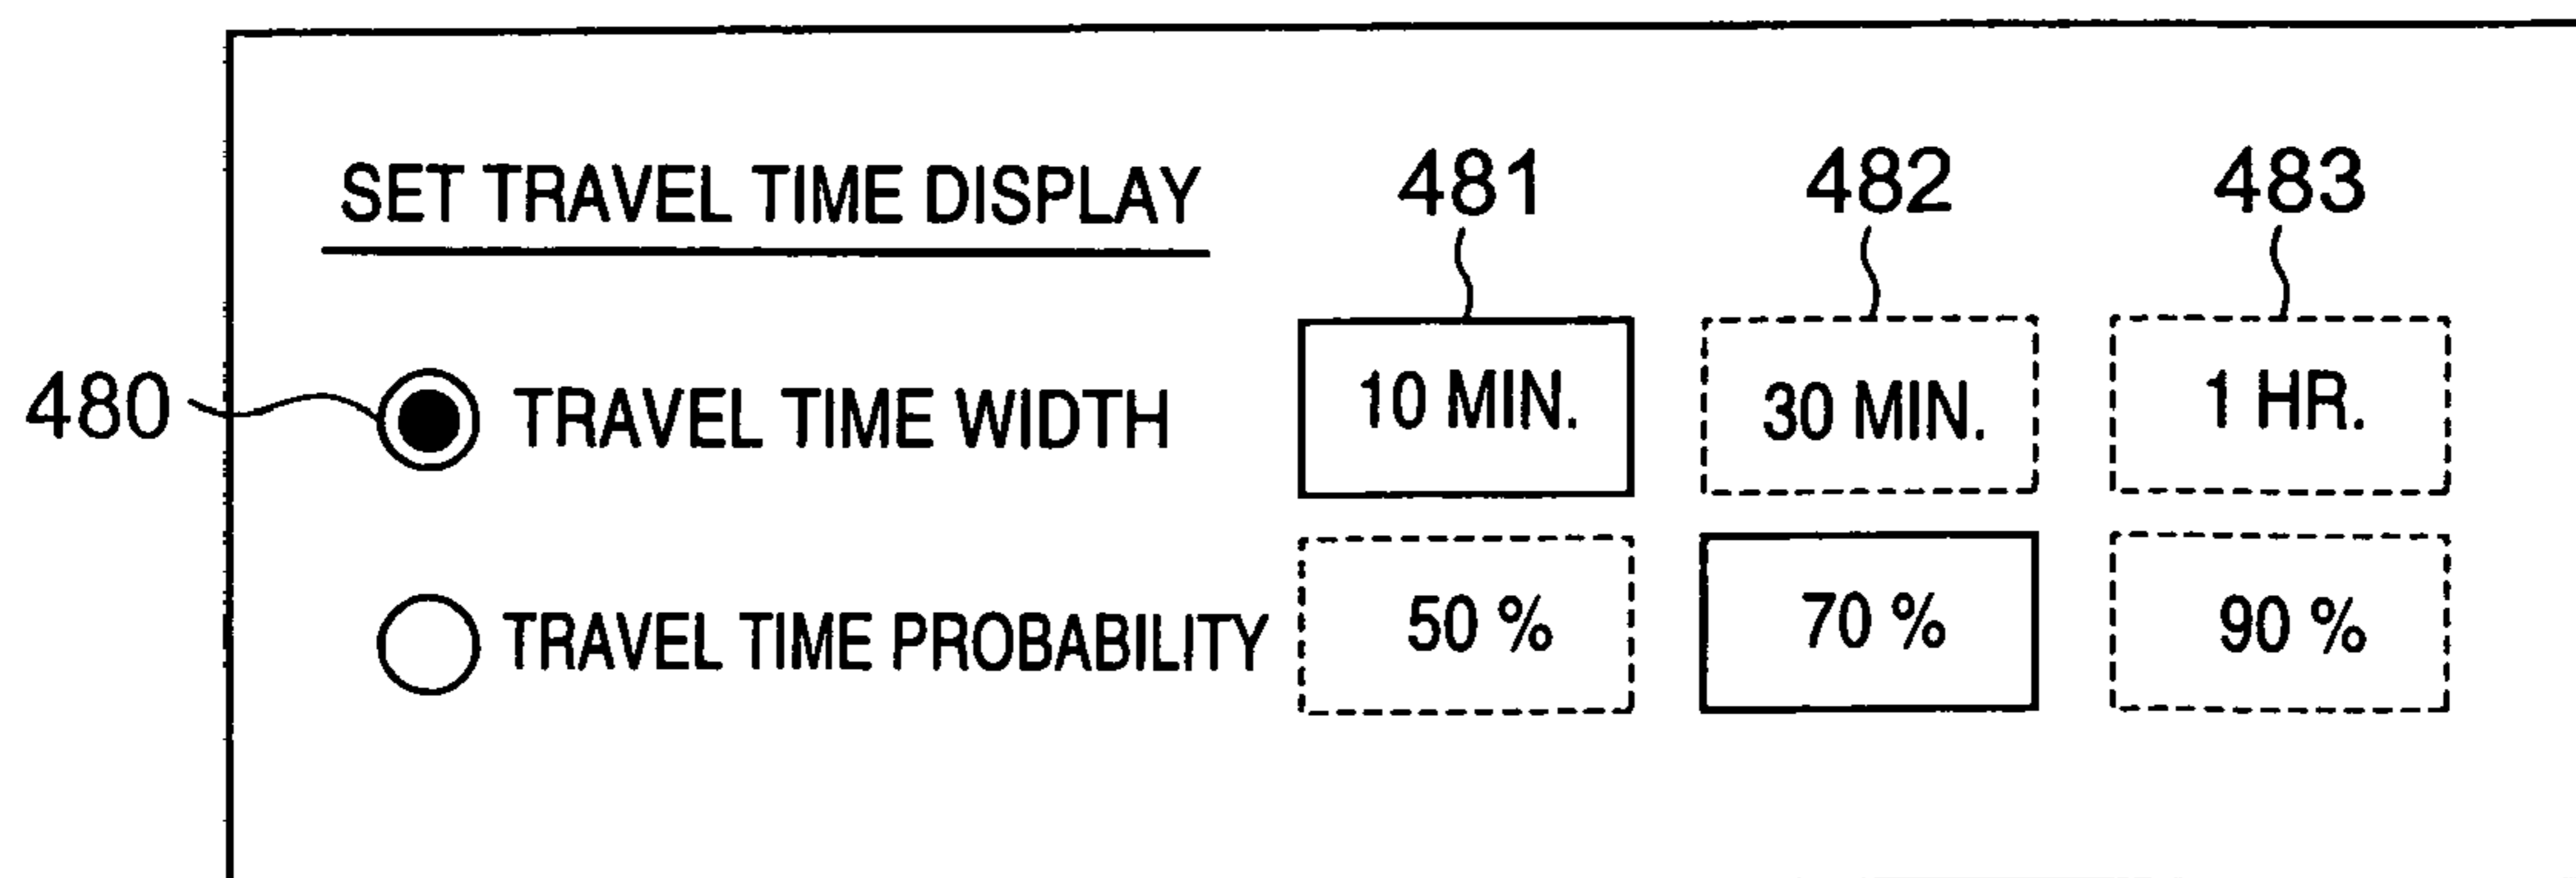 SET TRAVEL TIME DISPLAY 481 482 483
480 TRAVEL TIME WIDTH 10 MIN. 30 MIN. 1 HR.
TRAVEL TIME PROBABILITY 50 % 70 % 90 %